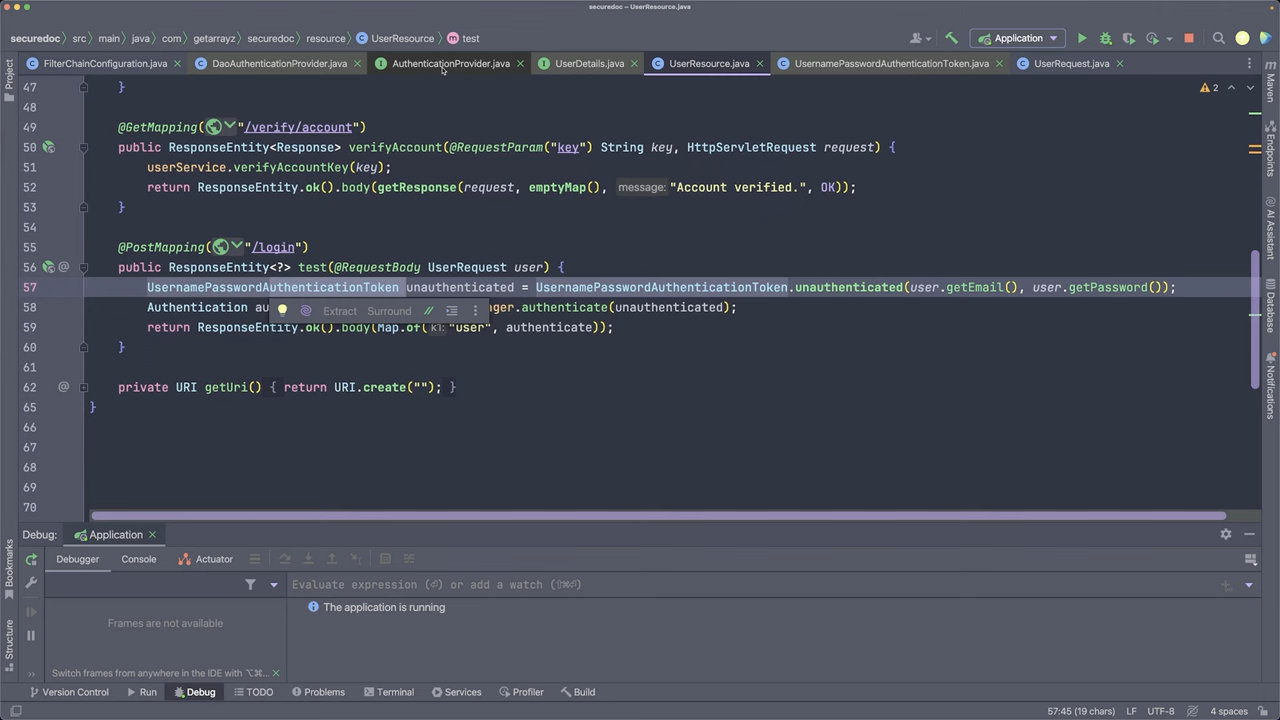 securedoc – UserResource.java
securedoc src main java com getarrayz securedoc resource UserResource test Application
FilterChainConfiguration.java DaoAuthenticationProvider.java AuthenticationProvider.java UserDetails.java UserResource.java UsernamePasswordAuthenticationToken.java UserRequest.java
Project
Maven
Endpoints
Database
AI Assistant
Notifications
Bookmarks
Structure
2
47 }
48
49 @GetMapping("/verify/account")
50 public ResponseEntity<Response> verifyAccount(@RequestParam("key") String key, HttpServletRequest request) {
51 userService.verifyAccountKey(key);
52 return ResponseEntity.ok().body(getResponse(request, emptyMap(), message: "Account verified.", OK));
53 }
54
55 @PostMapping("/login")
56 public ResponseEntity<?> test(@RequestBody UserRequest user) {
57 UsernamePasswordAuthenticationToken unauthenticated = UsernamePasswordAuthenticationToken.unauthenticated(user.getEmail(), user.getPassword());
58 Authentication au ger.authenticate(unauthenticated);
Extract Surround
59 return ResponseEntity.ok().body(Map.of( k1: "user", authenticate));
60 }
61
62 private URI getUri() { return URI.create(""); }
65 }
66
67
68
69
70
Debug: Application
Debugger Console Actuator
Evaluate expression (⏎) or add a watch (⇧⌘⏎)
Frames are not available
The application is running
Switch frames from anywhere in the IDE with ⌥⌘...
Version Control Run Debug TODO Problems Terminal Services Profiler Build
57:45 (19 chars) LF UTF-8 4 spaces